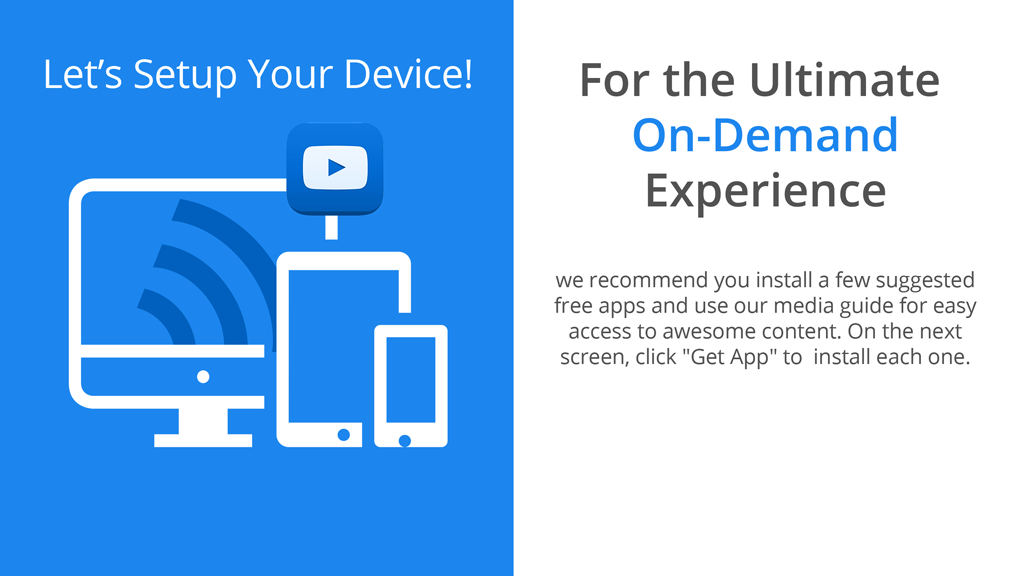 Let’s Setup Your Device!
For the Ultimate
On-Demand
Experience
we recommend you install a few suggested
free apps and use our media guide for easy
access to awesome content. On the next
screen, click "Get App" to  install each one.